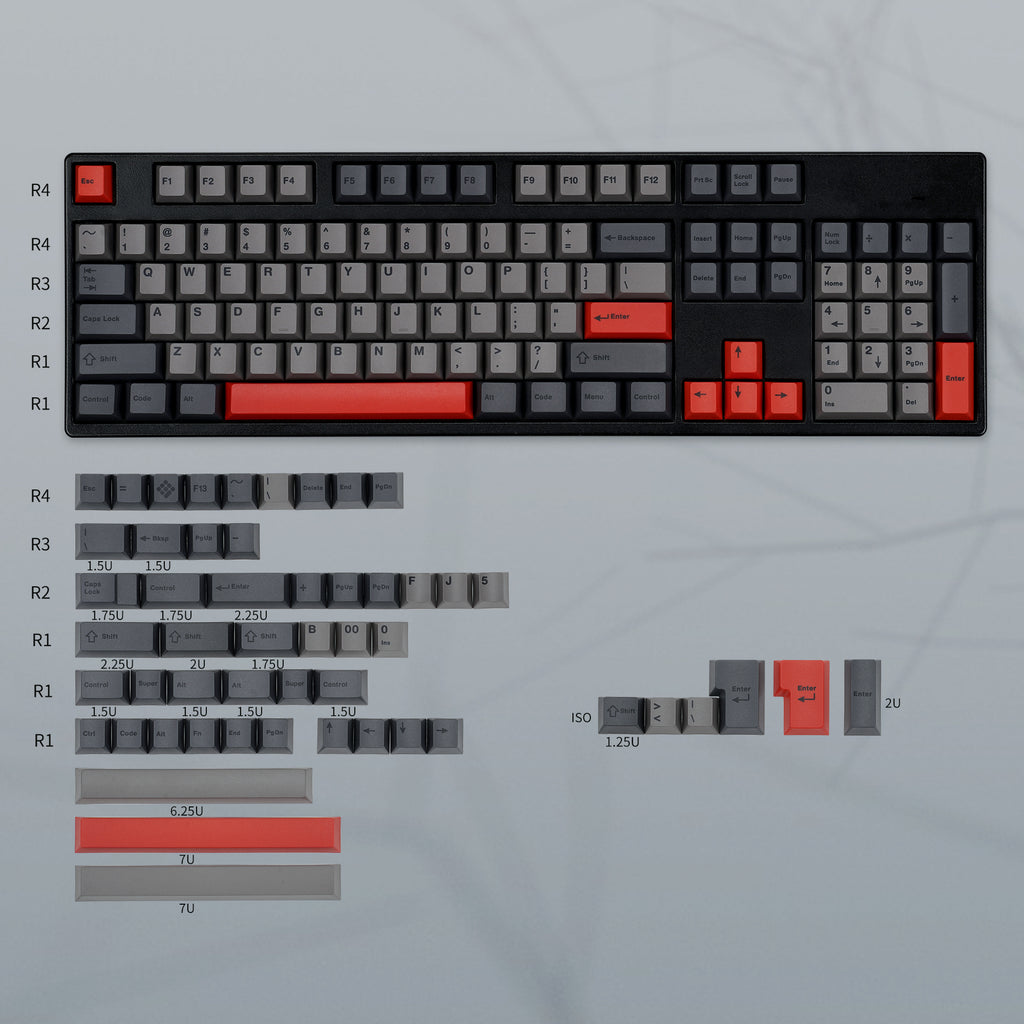 R4 Esc F1 F2 F3 F4 F5 F6 F7 F8 F9 F10 F11 F12 Prt Sc Scroll Lock Pause
R4 ~ ` ! 1 @ 2 # 3 $ 4 % 5 ^ 6 & 7 * 8 ( 9 ) 0 — - + = ← Backspace Insert Home PgUp Num Lock ÷ × −
R3 Tab Q W E R T Y U I O P { [ } ] | \ Delete End PgDn 7 Home 8 ↑ 9 PgUp +
R2 Caps Lock A S D F G H J K L : ; " ' Enter 4 ← 5 6 →
R1 Shift Z X C V B N M < , > . ? / Shift ↑ 1 End 2 ↓ 3 PgDn Enter
R1 Control Code Alt Alt Code Menu Control ← ↓ → 0 Ins . Del
R4 Esc = F13 ~ ` | \ Delete End PgDn
R3 | \ ← Bksp PgUp −
1.5U 1.5U
R2 Caps Lock Control Enter + PgUp PgDn F J 5
1.75U 1.75U 2.25U
R1 Shift Shift Shift B 00 0 Ins
2.25U 2U 1.75U
R1 Control Super Alt Alt Super Control
1.5U 1.5U 1.5U 1.5U
R1 Ctrl Code Alt Fn End PgDn ↑ ← ↓ →
6.25U
7U
7U
ISO Shift > < | \ Enter Enter Enter 2U
1.25U